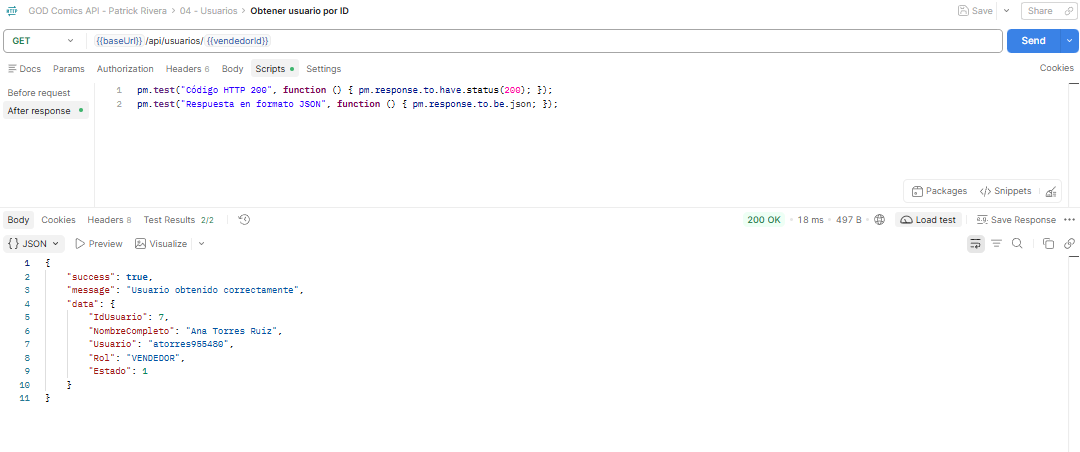 HTTP GOD Comics API - Patrick Rivera > 04 - Usuarios > Obtener usuario por ID Save Share
GET {{baseUrl}} /api/usuarios/ {{vendedorId}} Send
Docs Params Authorization Headers 6 Body Scripts Settings Cookies
Before request
After response
1 pm.test("Código HTTP 200", function () { pm.response.to.have.status(200); });
2 pm.test("Respuesta en formato JSON", function () { pm.response.to.be.json; });
Packages Snippets
Body Cookies Headers 8 Test Results 2/2 200 OK • 18 ms • 497 B • Load test Save Response
{} JSON Preview Visualize
1 {
2 "success": true,
3 "message": "Usuario obtenido correctamente",
4 "data": {
5 "IdUsuario": 7,
6 "NombreCompleto": "Ana Torres Ruiz",
7 "Usuario": "atorres955480",
8 "Rol": "VENDEDOR",
9 "Estado": 1
10 }
11 }